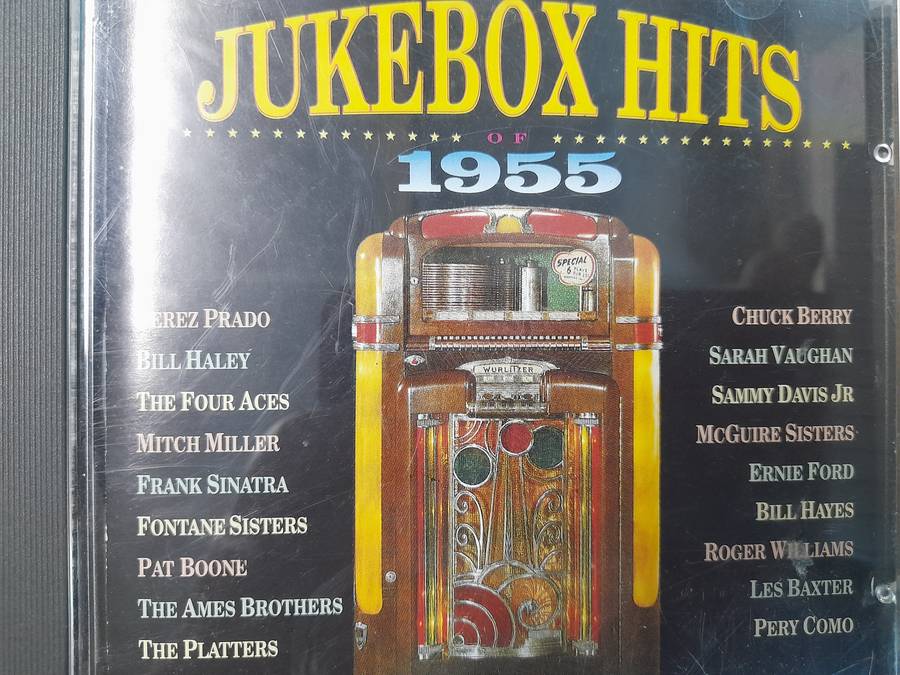 JUKEBOX HITS
OF
1955
SPECIAL
6
WURLITZER
EREZ PRADO
BILL HALEY
THE FOUR ACES
MITCH MILLER
FRANK SINATRA
FONTANE SISTERS
PAT BOONE
THE AMES BROTHERS
THE PLATTERS
CHUCK BERRY
SARAH VAUGHAN
SAMMY DAVIS JR
MCGUIRE SISTERS
ERNIE FORD
BILL HAYES
ROGER WILLIAMS
LES BAXTER
PERY COMO